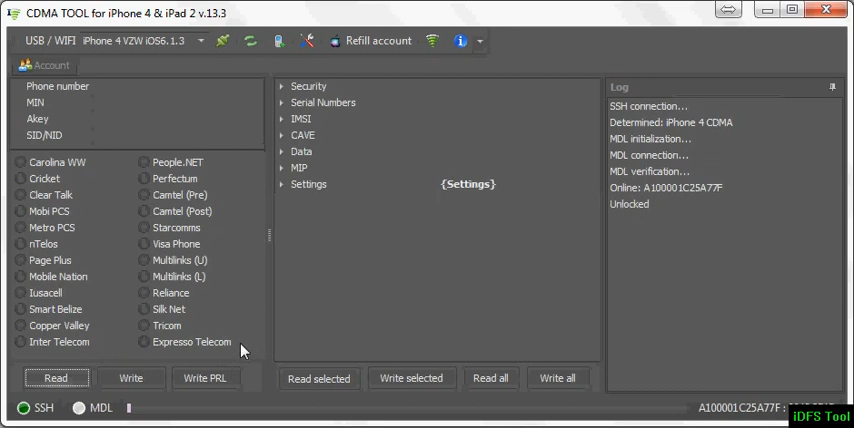 CDMA TOOL for iPhone 4 & iPad 2 v.13.3
USB / WIFI iPhone 4 VZW iOS6.1.3 Refill account
Account
Phone number
MIN
Akey
SID/NID
Carolina WW
Cricket
Clear Talk
Mobi PCS
Metro PCS
nTelos
Page Plus
Mobile Nation
Iusacell
Smart Belize
Copper Valley
Inter Telecom
People.NET
Perfectum
Camtel (Pre)
Camtel (Post)
Starcomms
Visa Phone
Multilinks (U)
Multilinks (L)
Reliance
Silk Net
Tricom
Expresso Telecom
Read Write Write PRL
Security
Serial Numbers
IMSI
CAVE
Data
MIP
Settings {Settings}
Read selected Write selected Read all Write all
Log
SSH connection...
Determined: iPhone 4 CDMA
MDL initialization...
MDL connection...
MDL verification...
Online: A100001C25A77F
Unlocked
SSH MDL A100001C25A77F :
iDFS Tool